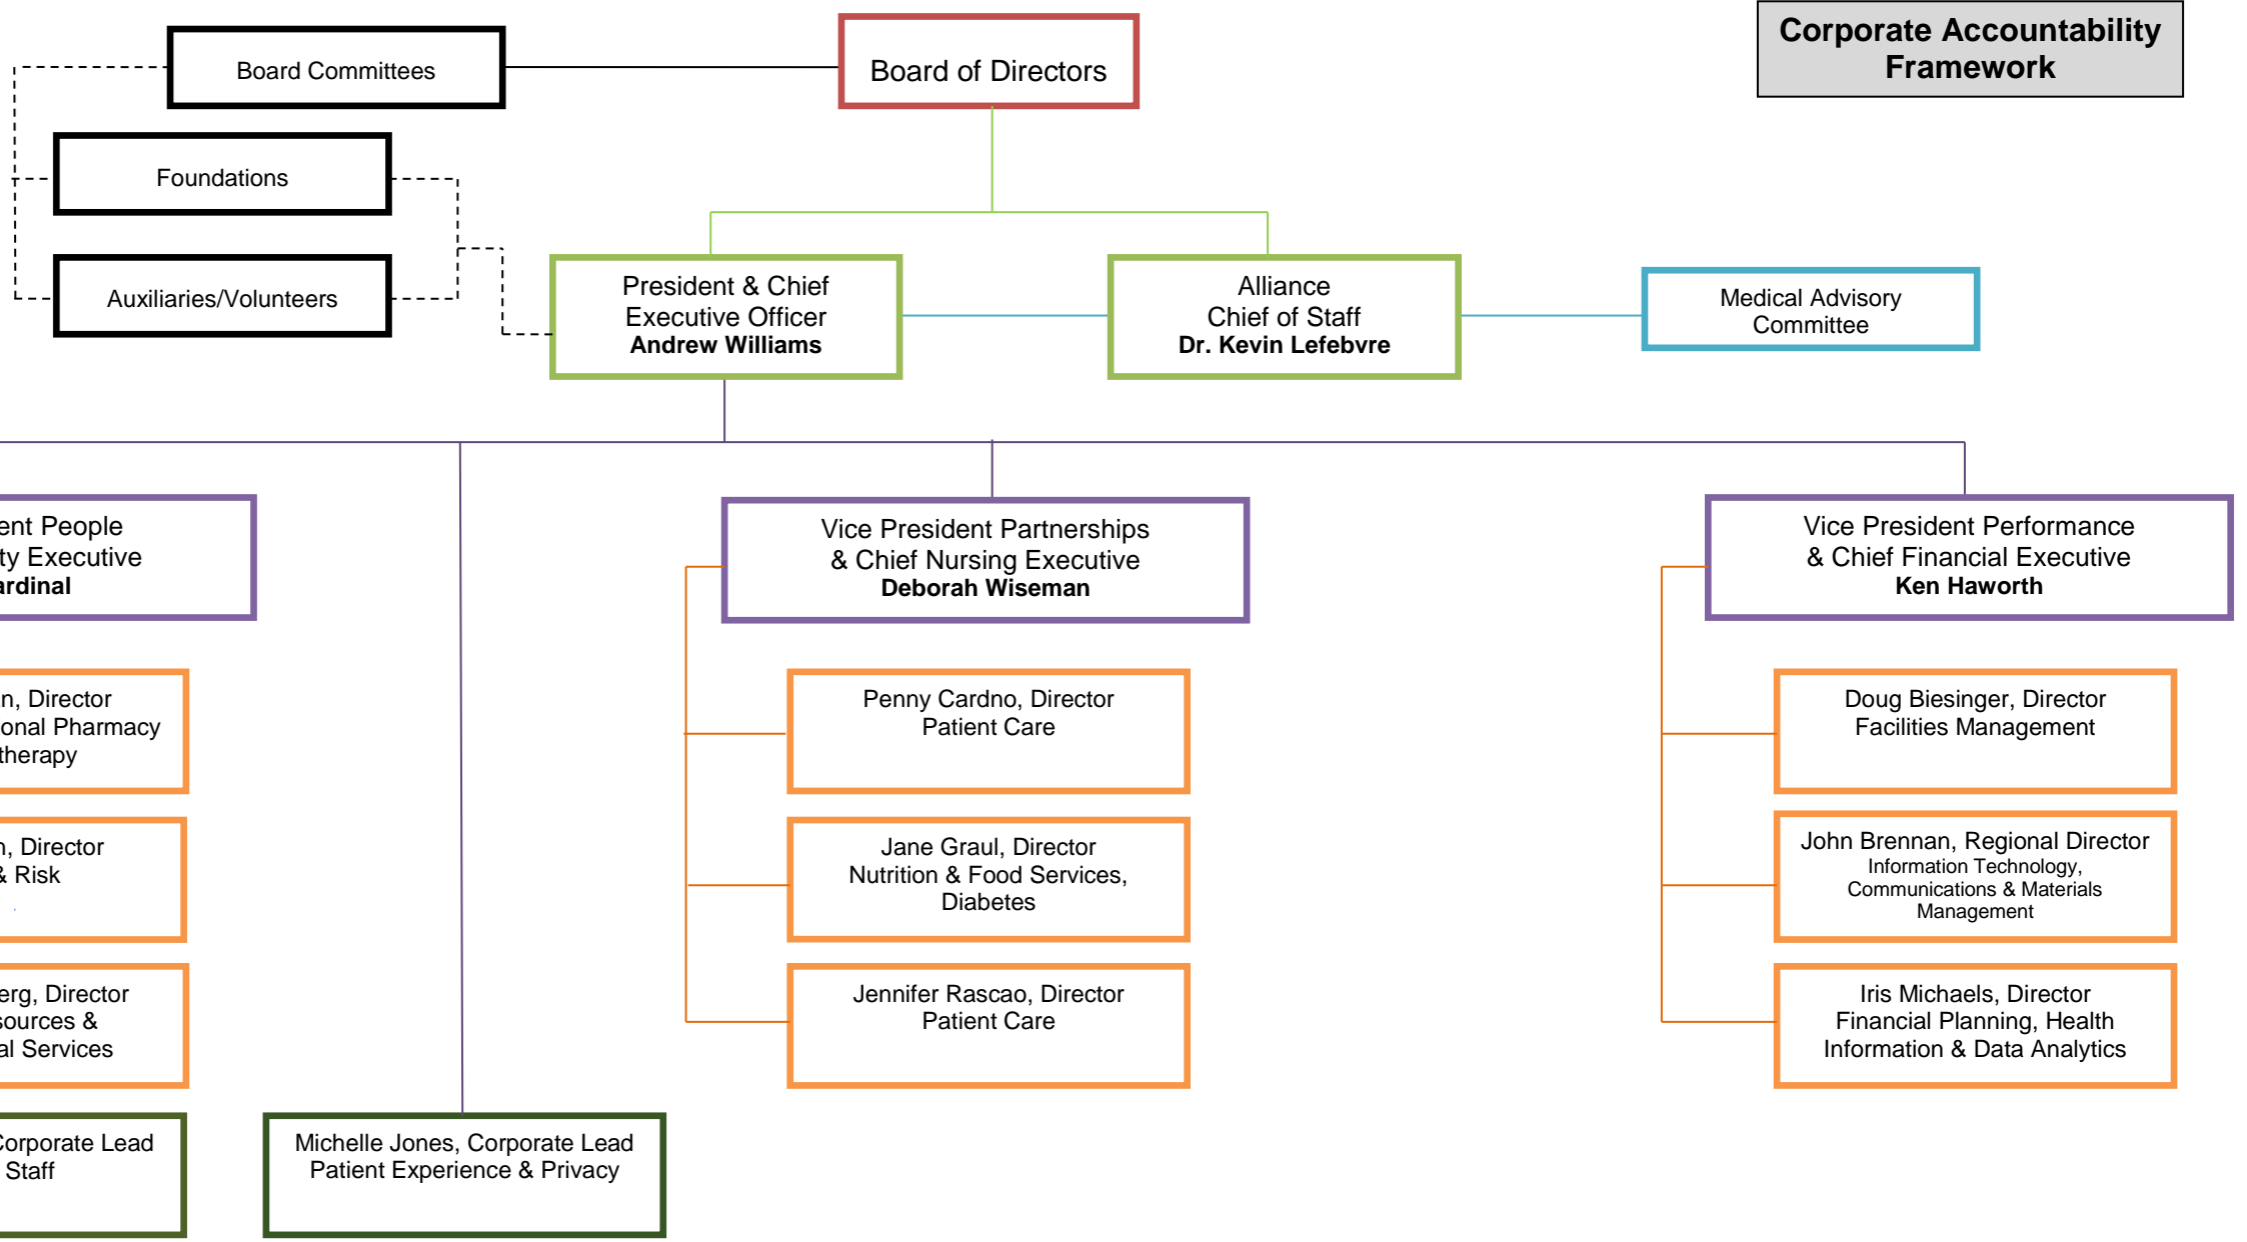 Corporate Accountability
Framework
Board Committees
Board of Directors
Foundations
Auxiliaries/Volunteers
President & Chief
Executive Officer
Andrew Williams
Alliance
Chief of Staff
Dr. Kevin Lefebvre
Medical Advisory
Committee
ent People
ty Executive
ardinal
Vice President Partnerships
& Chief Nursing Executive
Deborah Wiseman
Vice President Performance
& Chief Financial Executive
Ken Haworth
n, Director
onal Pharmacy
therapy
Penny Cardno, Director
Patient Care
Doug Biesinger, Director
Facilities Management
n, Director
& Risk
Jane Graul, Director
Nutrition & Food Services,
Diabetes
John Brennan, Regional Director
Information Technology,
Communications & Materials
Management
erg, Director
sources &
al Services
Jennifer Rascao, Director
Patient Care
Iris Michaels, Director
Financial Planning, Health
Information & Data Analytics
Corporate Lead
Staff
Michelle Jones, Corporate Lead
Patient Experience & Privacy